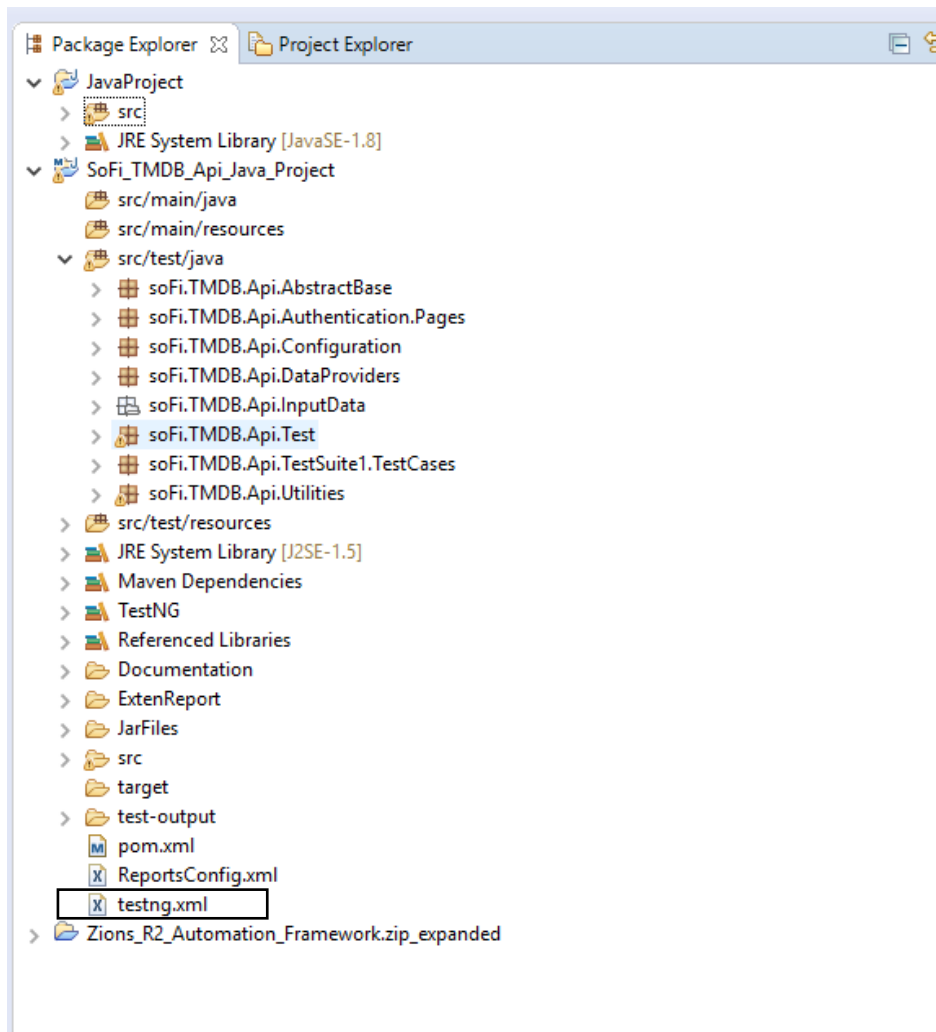 Package Explorer Project Explorer
JavaProject
src
JRE System Library [JavaSE-1.8]
SoFi_TMDB_Api_Java_Project
src/main/java
src/main/resources
src/test/java
soFi.TMDB.Api.AbstractBase
soFi.TMDB.Api.Authentication.Pages
soFi.TMDB.Api.Configuration
soFi.TMDB.Api.DataProviders
soFi.TMDB.Api.InputData
soFi.TMDB.Api.Test
soFi.TMDB.Api.TestSuite1.TestCases
soFi.TMDB.Api.Utilities
src/test/resources
JRE System Library [J2SE-1.5]
Maven Dependencies
TestNG
Referenced Libraries
Documentation
ExtenReport
JarFiles
src
target
test-output
pom.xml
ReportsConfig.xml
testng.xml
Zions_R2_Automation_Framework.zip_expanded